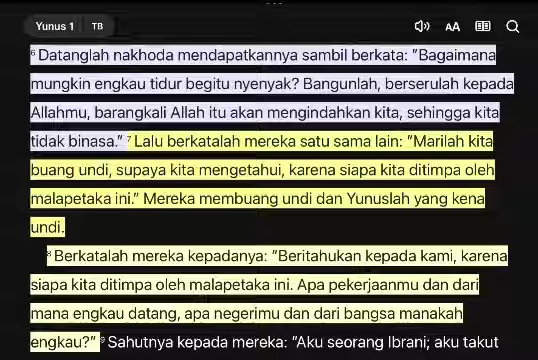 Yunus 1 TB AA
6 Datanglah nakhoda mendapatkannya sambil berkata: "Bagaimana
mungkin engkau tidur begitu nyenyak? Bangunlah, berserulah kepada
Allahmu, barangkali Allah itu akan mengindahkan kita, sehingga kita
tidak binasa." 7 Lalu berkatalah mereka satu sama lain: "Marilah kita
buang undi, supaya kita mengetahui, karena siapa kita ditimpa oleh
malapetaka ini." Mereka membuang undi dan Yunuslah yang kena
undi.
8 Berkatalah mereka kepadanya: "Beritahukan kepada kami, karena
siapa kita ditimpa oleh malapetaka ini. Apa pekerjaanmu dan dari
mana engkau datang, apa negerimu dan dari bangsa manakah
engkau?" 9 Sahutnya kepada mereka: "Aku seorang Ibrani; aku takut